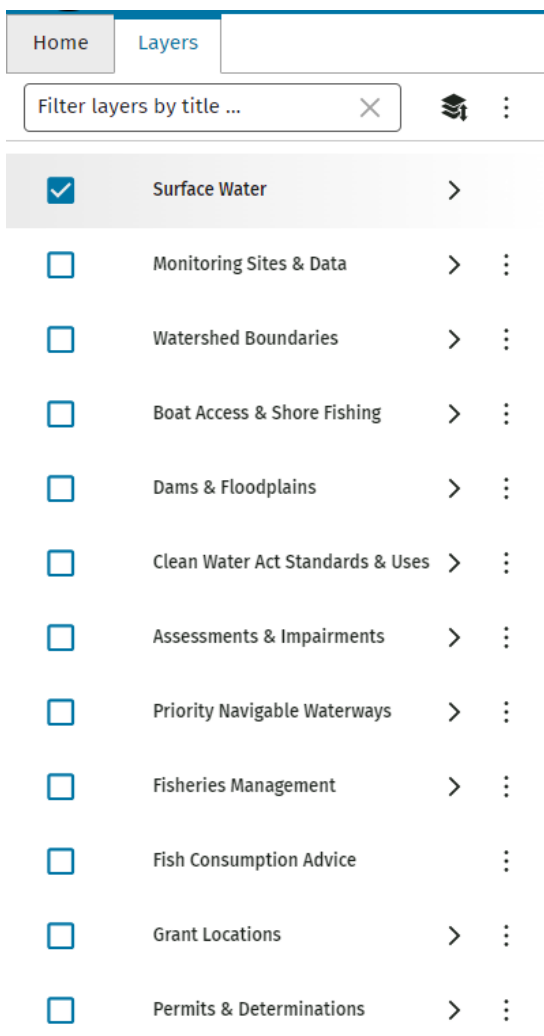 Home Layers
Filter layers by title ...
Surface Water
Monitoring Sites & Data
Watershed Boundaries
Boat Access & Shore Fishing
Dams & Floodplains
Clean Water Act Standards & Uses
Assessments & Impairments
Priority Navigable Waterways
Fisheries Management
Fish Consumption Advice
Grant Locations
Permits & Determinations